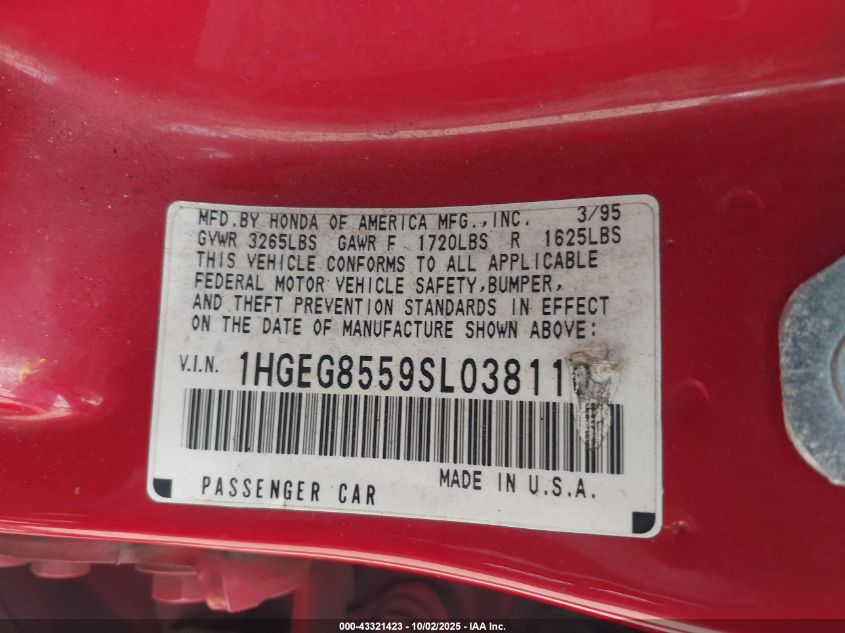 MFD.BY HONDA OF AMERICA MFG.,INC. 3/95
GVWR 3265LBS GAWR F 1720LBS R 1625LBS
THIS VEHICLE CONFORMS TO ALL APPLICABLE
FEDERAL MOTOR VEHICLE SAFETY,BUMPER,
AND THEFT PREVENTION STANDARDS IN EFFECT
ON THE DATE OF MANUFACTURE SHOWN ABOVE:
V.I.N.
PASSENGER CAR MADE IN U.S.A.
000-43321423 - 10/02/2025 - IAA Inc.